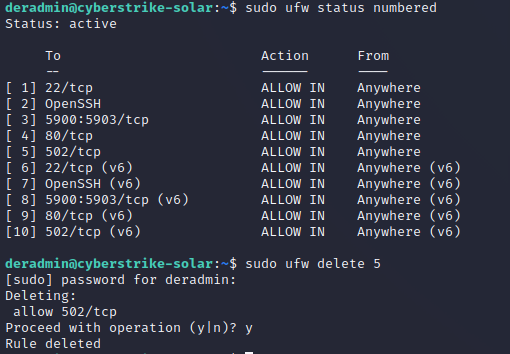 deradmin@cyberstrike-solar:~$ sudo ufw status numbered
Status: active
To Action From
-- ------ ----
[ 1] 22/tcp ALLOW IN Anywhere
[ 2] OpenSSH ALLOW IN Anywhere
[ 3] 5900:5903/tcp ALLOW IN Anywhere
[ 4] 80/tcp ALLOW IN Anywhere
[ 5] 502/tcp ALLOW IN Anywhere
[ 6] 22/tcp (v6) ALLOW IN Anywhere (v6)
[ 7] OpenSSH (v6) ALLOW IN Anywhere (v6)
[ 8] 5900:5903/tcp (v6) ALLOW IN Anywhere (v6)
[ 9] 80/tcp (v6) ALLOW IN Anywhere (v6)
[10] 502/tcp (v6) ALLOW IN Anywhere (v6)
deradmin@cyberstrike-solar:~$ sudo ufw delete 5
[sudo] password for deradmin:
Deleting:
allow 502/tcp
Proceed with operation (y|n)? y
Rule deleted